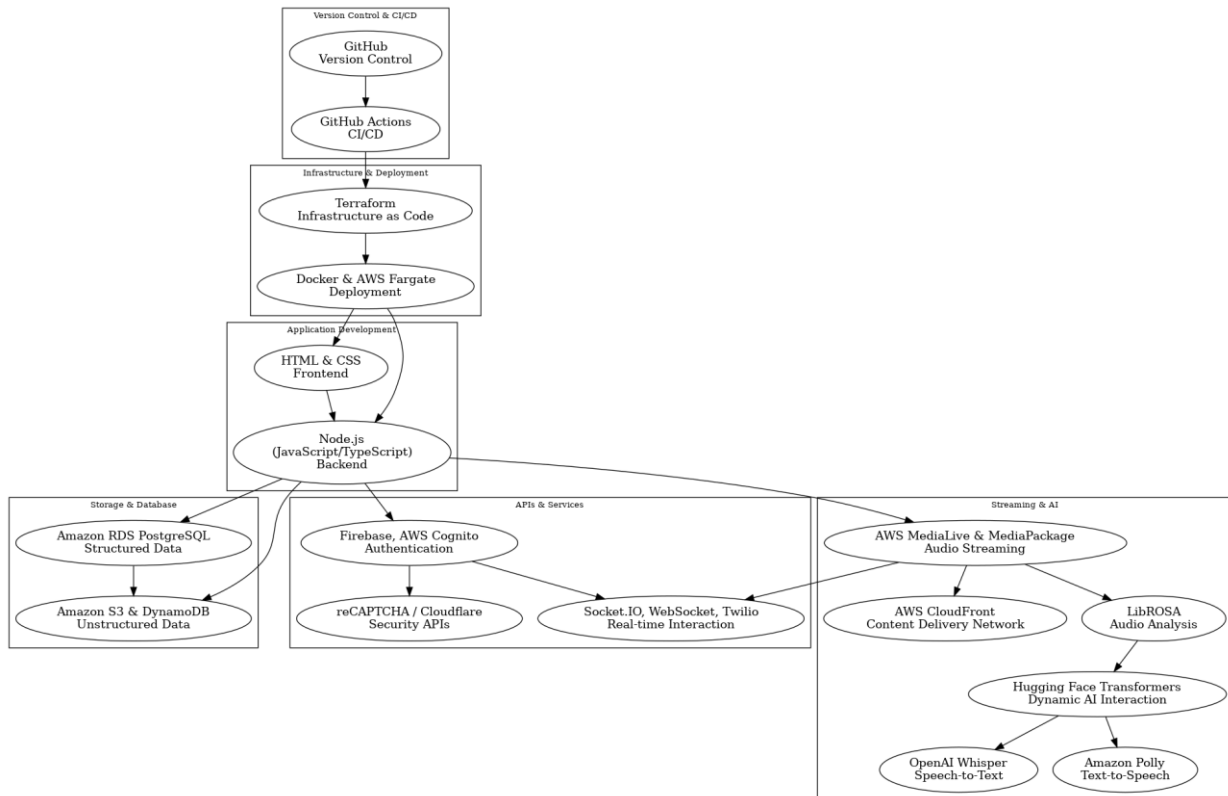 Version Control & CI/CD
GitHub
Version Control
GitHub Actions
CI/CD
Infrastructure & Deployment
Terraform
Infrastructure as Code
Docker & AWS Fargate
Deployment
Application Development
HTML & CSS
Frontend
Node.js
(JavaScript/TypeScript)
Backend
Storage & Database
Amazon RDS PostgreSQL
Structured Data
Amazon S3 & DynamoDB
Unstructured Data
APIs & Services
Firebase, AWS Cognito
Authentication
reCAPTCHA / Cloudflare
Security APIs
Socket.IO, WebSocket, Twilio
Real-time Interaction
Streaming & AI
AWS MediaLive & MediaPackage
Audio Streaming
AWS CloudFront
Content Delivery Network
LibROSA
Audio Analysis
Hugging Face Transformers
Dynamic AI Interaction
OpenAI Whisper
Speech-to-Text
Amazon Polly
Text-to-Speech